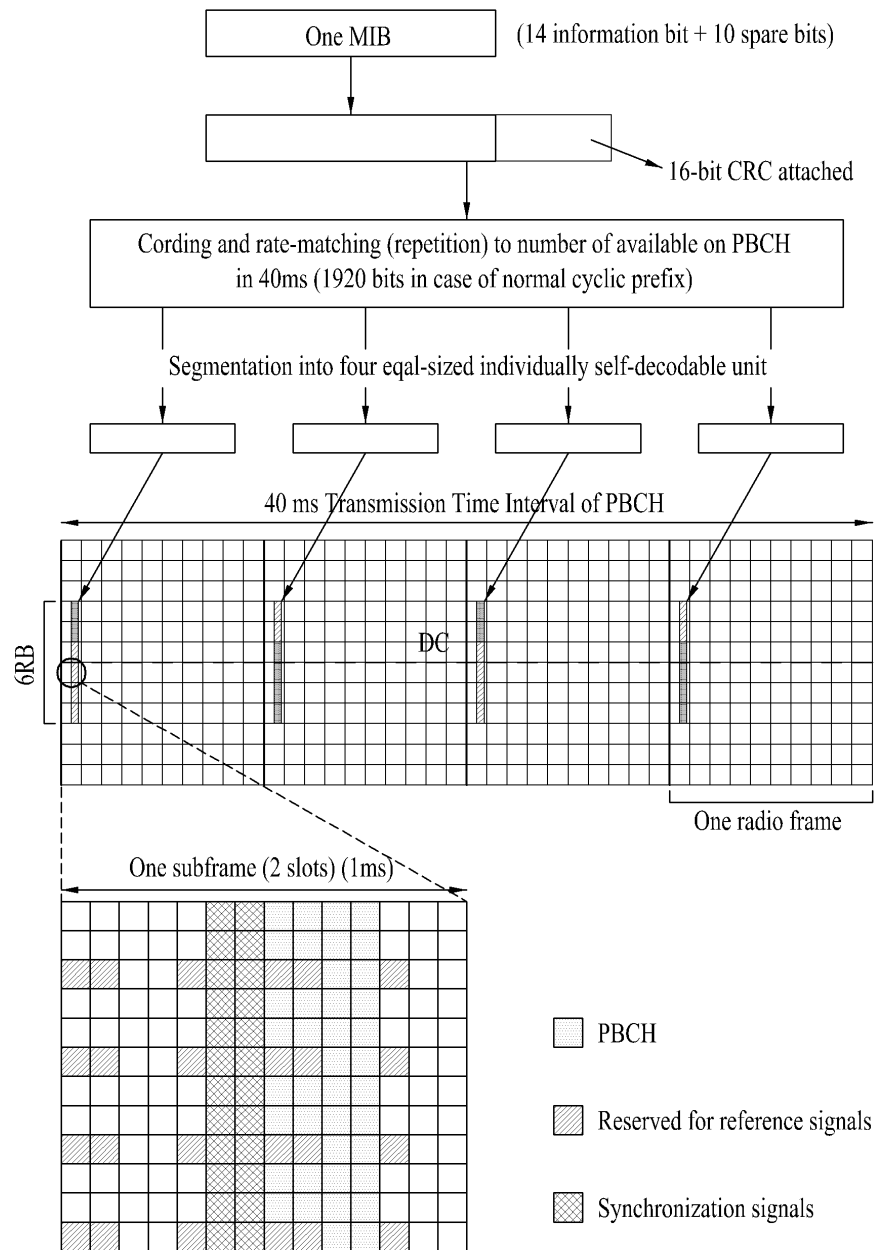 One MIB
(14 information bit + 10 spare bits)
16-bit CRC attached
Cording and rate-matching (repetition) to number of available on PBCH
in 40ms (1920 bits in case of normal cyclic prefix)
Segmentation into four eqal-sized individually self-decodable unit
40 ms Transmission Time Interval of PBCH
6RB
DC
One radio frame
One subframe (2 slots) (1ms)
PBCH
Reserved for reference signals
Synchronization signals